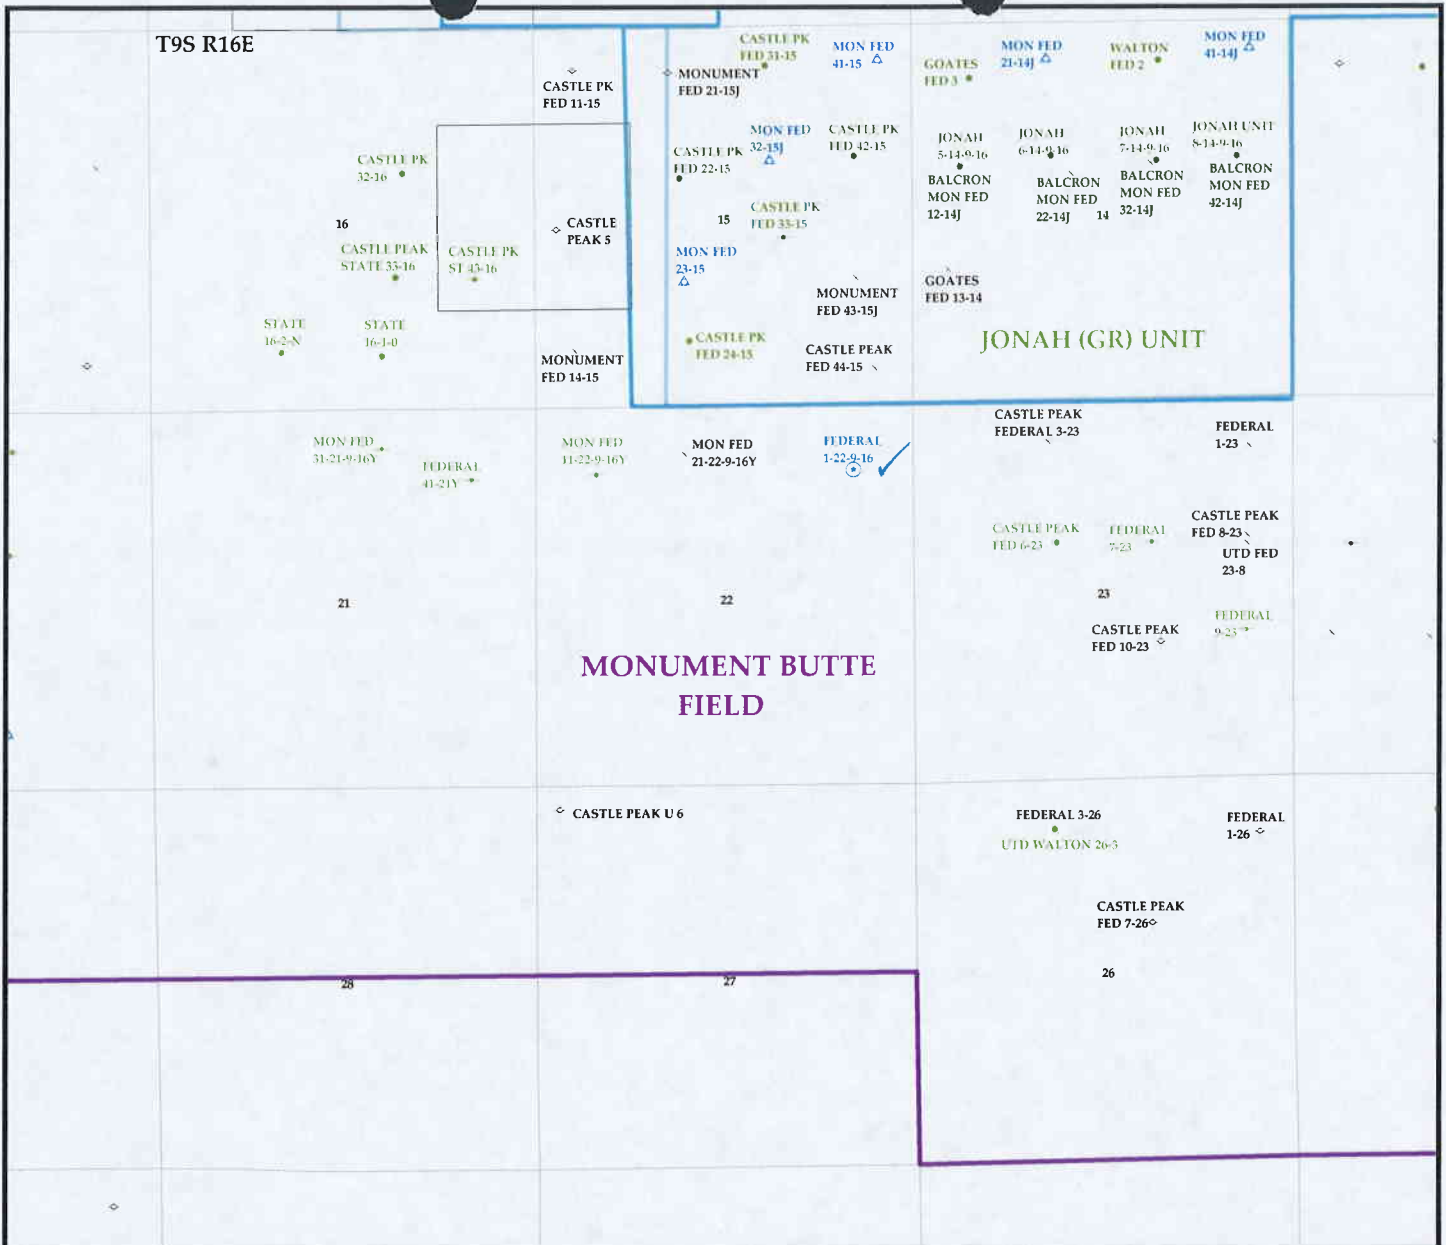 T9S R16E
CASTLE PK
FED 31-15
MON FED
41-15
MON FED
21-14J
WALTON
FED 2
MON FED
41-14J
GOATES
FED 3
MONUMENT
FED 21-15J
CASTLE PK
FED 11-15
MON FED
32-15J
CASTLE PK
FED 42-15
JONAH
5-14-9-16
JONAH
6-14-9-16
JONAH
7-14-9-16
JONAH UNIT
8-14-9-16
CASTLE PK
32-16
CASTLE PK
FED 22-15
BALCRON
MON FED
12-14J
BALCRON
MON FED
22-14J
14
BALCRON
MON FED
32-14J
BALCRON
MON FED
42-14J
16
CASTLE
PEAK 5
15
CASTLE PK
FED 33-15
CASTLE PEAK
STATE 33-16
CASTLE PK
ST 43-16
MON FED
23-15
MONUMENT
FED 43-15J
GOATES
FED 13-14
STATE
16-2-N
STATE
16-1-0
MONUMENT
FED 14-15
CASTLE PK
FED 24-15
CASTLE PEAK
FED 44-15
JONAH (GR) UNIT
CASTLE PEAK
FEDERAL 3-23
FEDERAL
1-23
MON FED
31-21-9-16Y
FEDERAL
41-21Y
MON FED
11-22-9-16Y
MON FED
21-22-9-16Y
FEDERAL
1-22-9-16
CASTLE PEAK
FED 6-23
FEDERAL
7-23
CASTLE PEAK
FED 8-23
UTD FED
23-8
21
22
23
CASTLE PEAK
FED 10-23
FEDERAL
9-23
MONUMENT BUTTE
FIELD
CASTLE PEAK U 6
FEDERAL 3-26
UTD WALTON 26-3
FEDERAL
1-26
CASTLE PEAK
FED 7-26
28
27
26